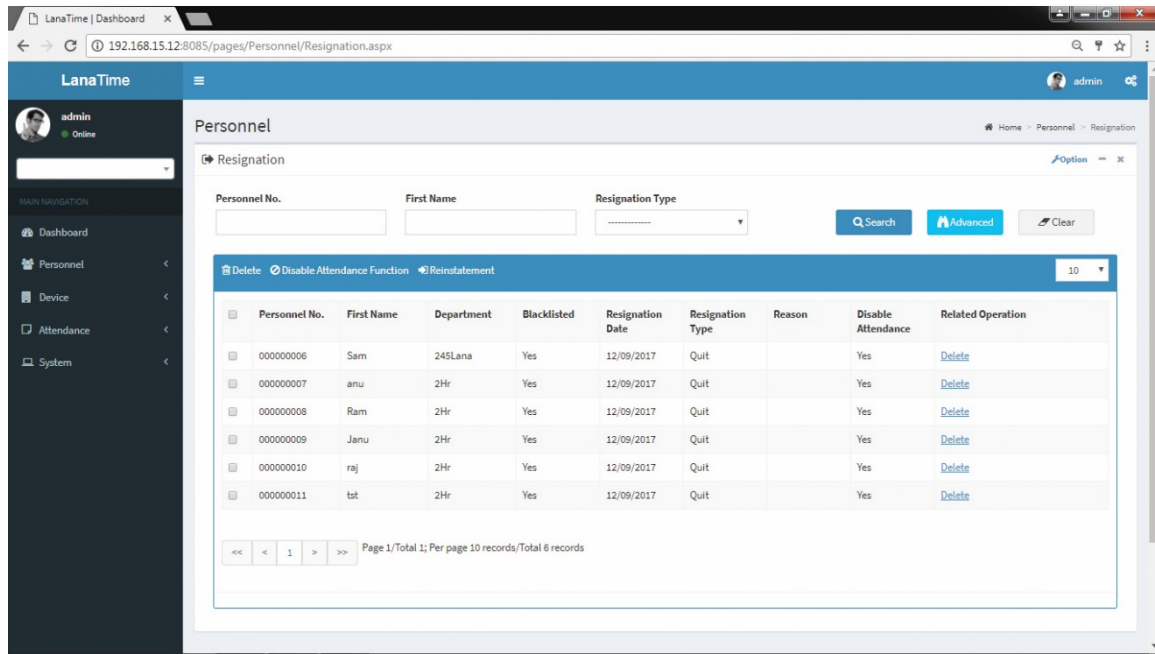 LanaTime | Dashboard
192.168.15.12:8085/pages/Personnel/Resignation.aspx
LanaTime
admin
admin
Online
Personnel
Home > Personnel > Resignation
Resignation
Option
MAIN NAVIGATION
Dashboard
Personnel
Device
Attendance
System
Personnel No. First Name Resignation Type
-------------
Search Advanced Clear
Delete Disable Attendance Function Reinstatement 10
Personnel No. First Name Department Blacklisted Resignation Date Resignation Type Reason Disable Attendance Related Operation
000000006 Sam 245Lana Yes 12/09/2017 Quit Yes Delete
000000007 anu 2Hr Yes 12/09/2017 Quit Yes Delete
000000008 Ram 2Hr Yes 12/09/2017 Quit Yes Delete
000000009 Janu 2Hr Yes 12/09/2017 Quit Yes Delete
000000010 raj 2Hr Yes 12/09/2017 Quit Yes Delete
000000011 tst 2Hr Yes 12/09/2017 Quit Yes Delete
<< < 1 > >> Page 1/Total 1; Per page 10 records/Total 6 records